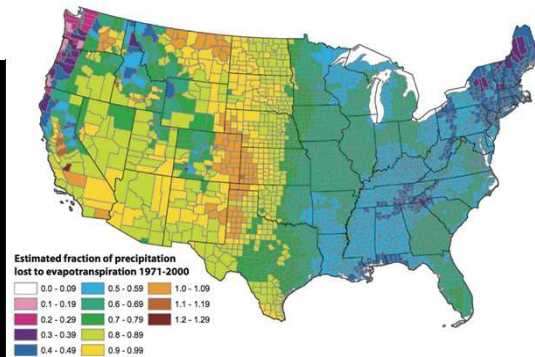 Estimated fraction of precipitation
lost to evapotranspiration 1971-2000
0.0 - 0.09
0.5 - 0.59
1.0 - 1.09
0.1 - 0.19
0.6 - 0.69
1.1 - 1.19
0.2 - 0.29
0.7 - 0.79
1.2 - 1.29
0.3 - 0.39
0.8 - 0.89
0.4 - 0.49
0.9 - 0.99